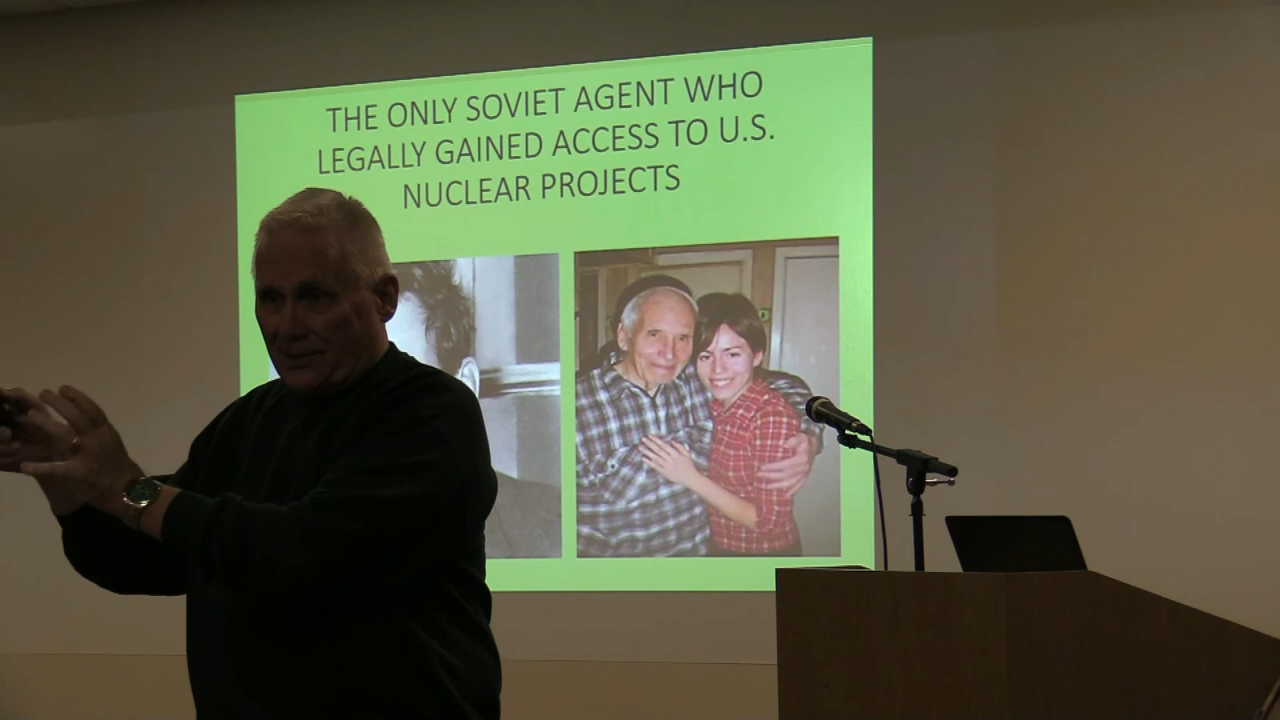 THE ONLY SOVIET AGENT WHO
LEGALLY GAINED ACCESS TO U.S.
NUCLEAR PROJECTS